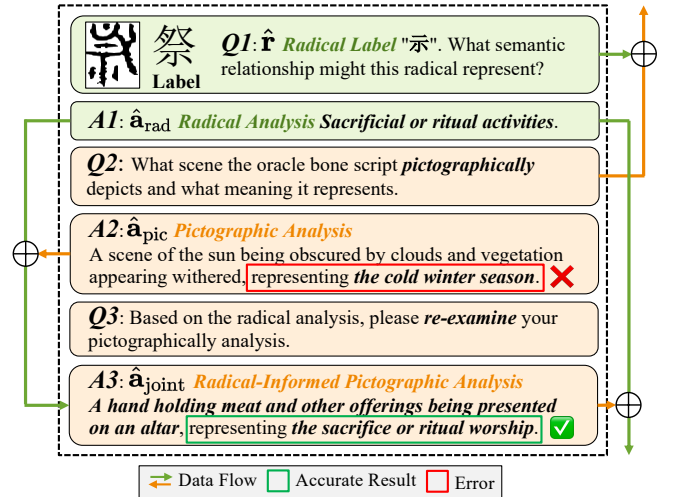 祭
Label
Q1: r̂ Radical Label "示". What semantic
relationship might this radical represent?
A1: â_rad Radical Analysis Sacrificial or ritual activities.
Q2: What scene the oracle bone script pictographically
depicts and what meaning it represents.
A2: â_pic Pictographic Analysis
A scene of the sun being obscured by clouds and vegetation
appearing withered, representing the cold winter season.
Q3: Based on the radical analysis, please re-examine your
pictographically analysis.
A3: â_joint Radical-Informed Pictographic Analysis
A hand holding meat and other offerings being presented
on an altar, representing the sacrifice or ritual worship.
Data Flow Accurate Result Error